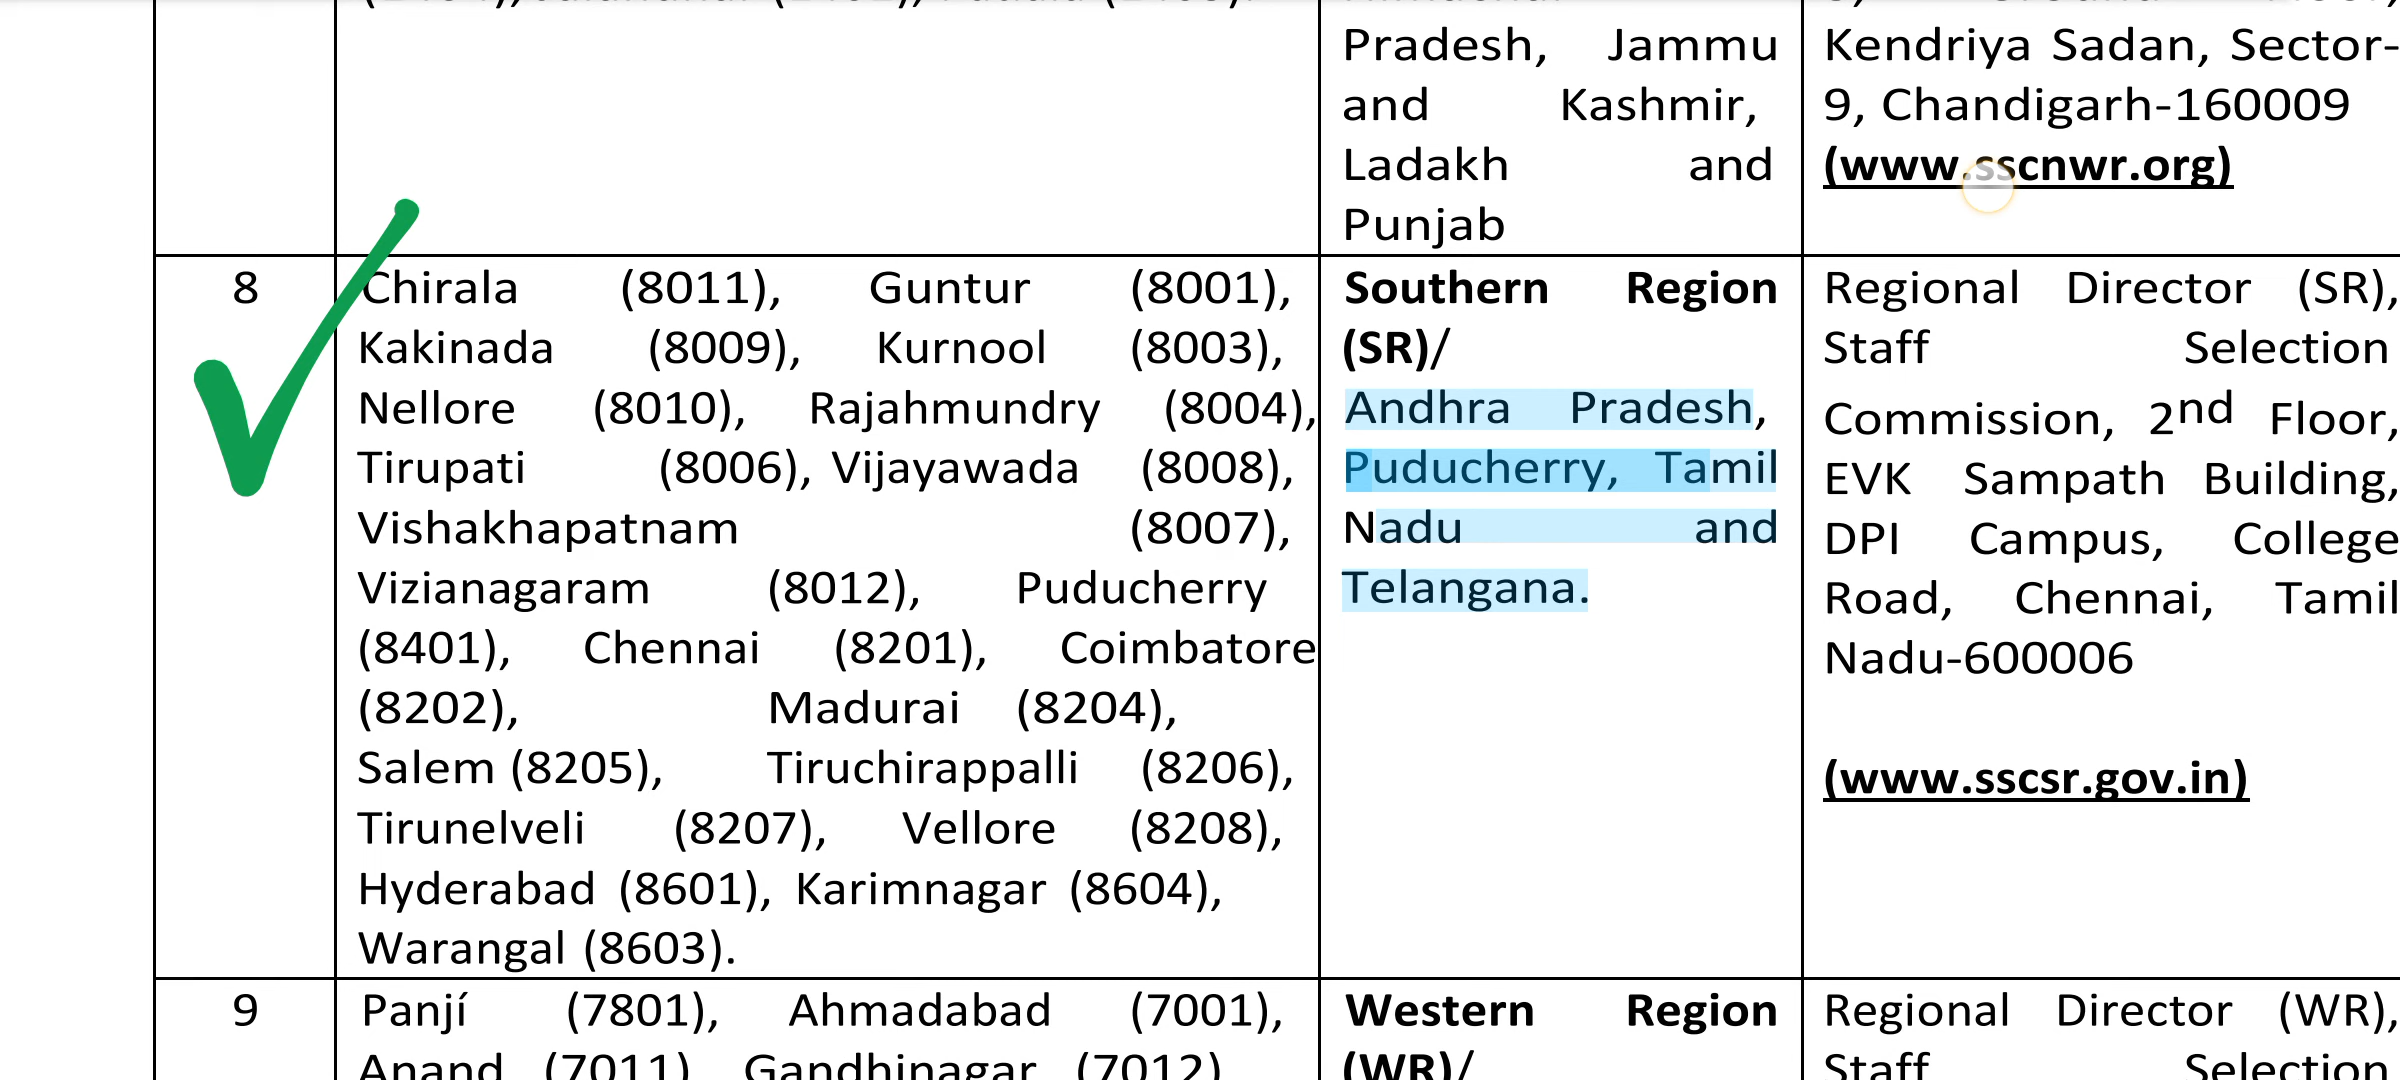 Pradesh, Jammu
and Kashmir,
Ladakh and
Punjab
Kendriya Sadan, Sector-
9, Chandigarh-160009
(www.sscnwr.org)
8
Chirala (8011), Guntur (8001),
Kakinada (8009), Kurnool (8003),
Nellore (8010), Rajahmundry (8004),
Tirupati (8006), Vijayawada (8008),
Vishakhapatnam (8007),
Vizianagaram (8012), Puducherry
(8401), Chennai (8201), Coimbatore
(8202), Madurai (8204),
Salem (8205), Tiruchirappalli (8206),
Tirunelveli (8207), Vellore (8208),
Hyderabad (8601), Karimnagar (8604),
Warangal (8603).
Southern Region
(SR)/
Andhra Pradesh,
Puducherry, Tamil
Nadu and
Telangana.
Regional Director (SR),
Staff Selection
Commission, 2nd Floor,
EVK Sampath Building,
DPI Campus, College
Road, Chennai, Tamil
Nadu-600006
(www.sscsr.gov.in)
9
Panjí (7801), Ahmadabad (7001),
Anand (7011), Gandhinagar (7012),
Western Region
(WR)/
Regional Director (WR),
Staff Selection